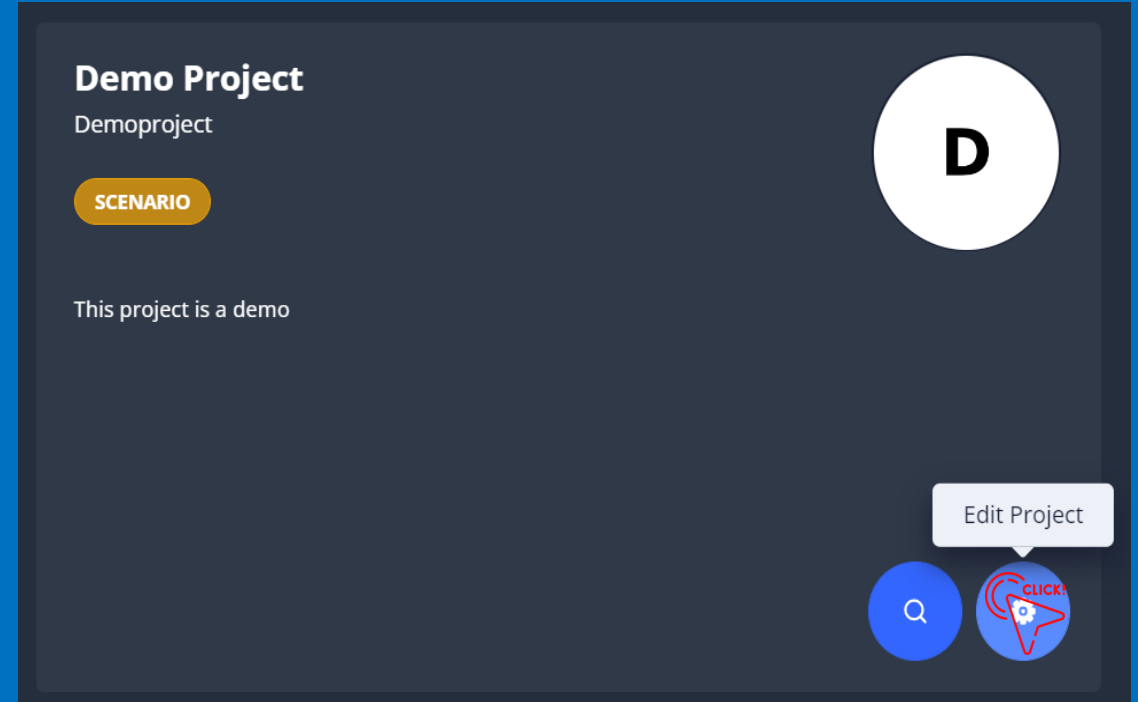 Demo Project
Demoproject
D
SCENARIO
This project is a demo
Edit Project
CLICK!